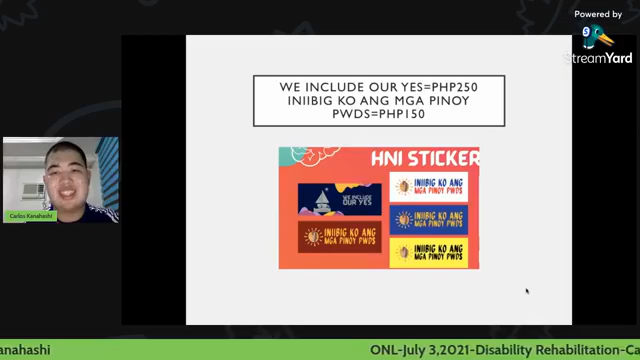 Powered by
StreamYard
WE INCLUDE OUR YES=PHP250
INIIBIG KO ANG MGA PINOY
PWDS=PHP150
HNI STICKER
WE INCLUDE
OUR YES
INIIBIG KO ANG
MGA PINOY PWDS
INIIBIG KO ANG
MGA PINOY PWDS
INIIBIG KO ANG
MGA PINOY PWDS
INIIBIG KO ANG
MGA PINOY PWDS
Carlos Kanahashi
anahashi
ONL-July 3,2021-Disability Rehabilitation-Ca